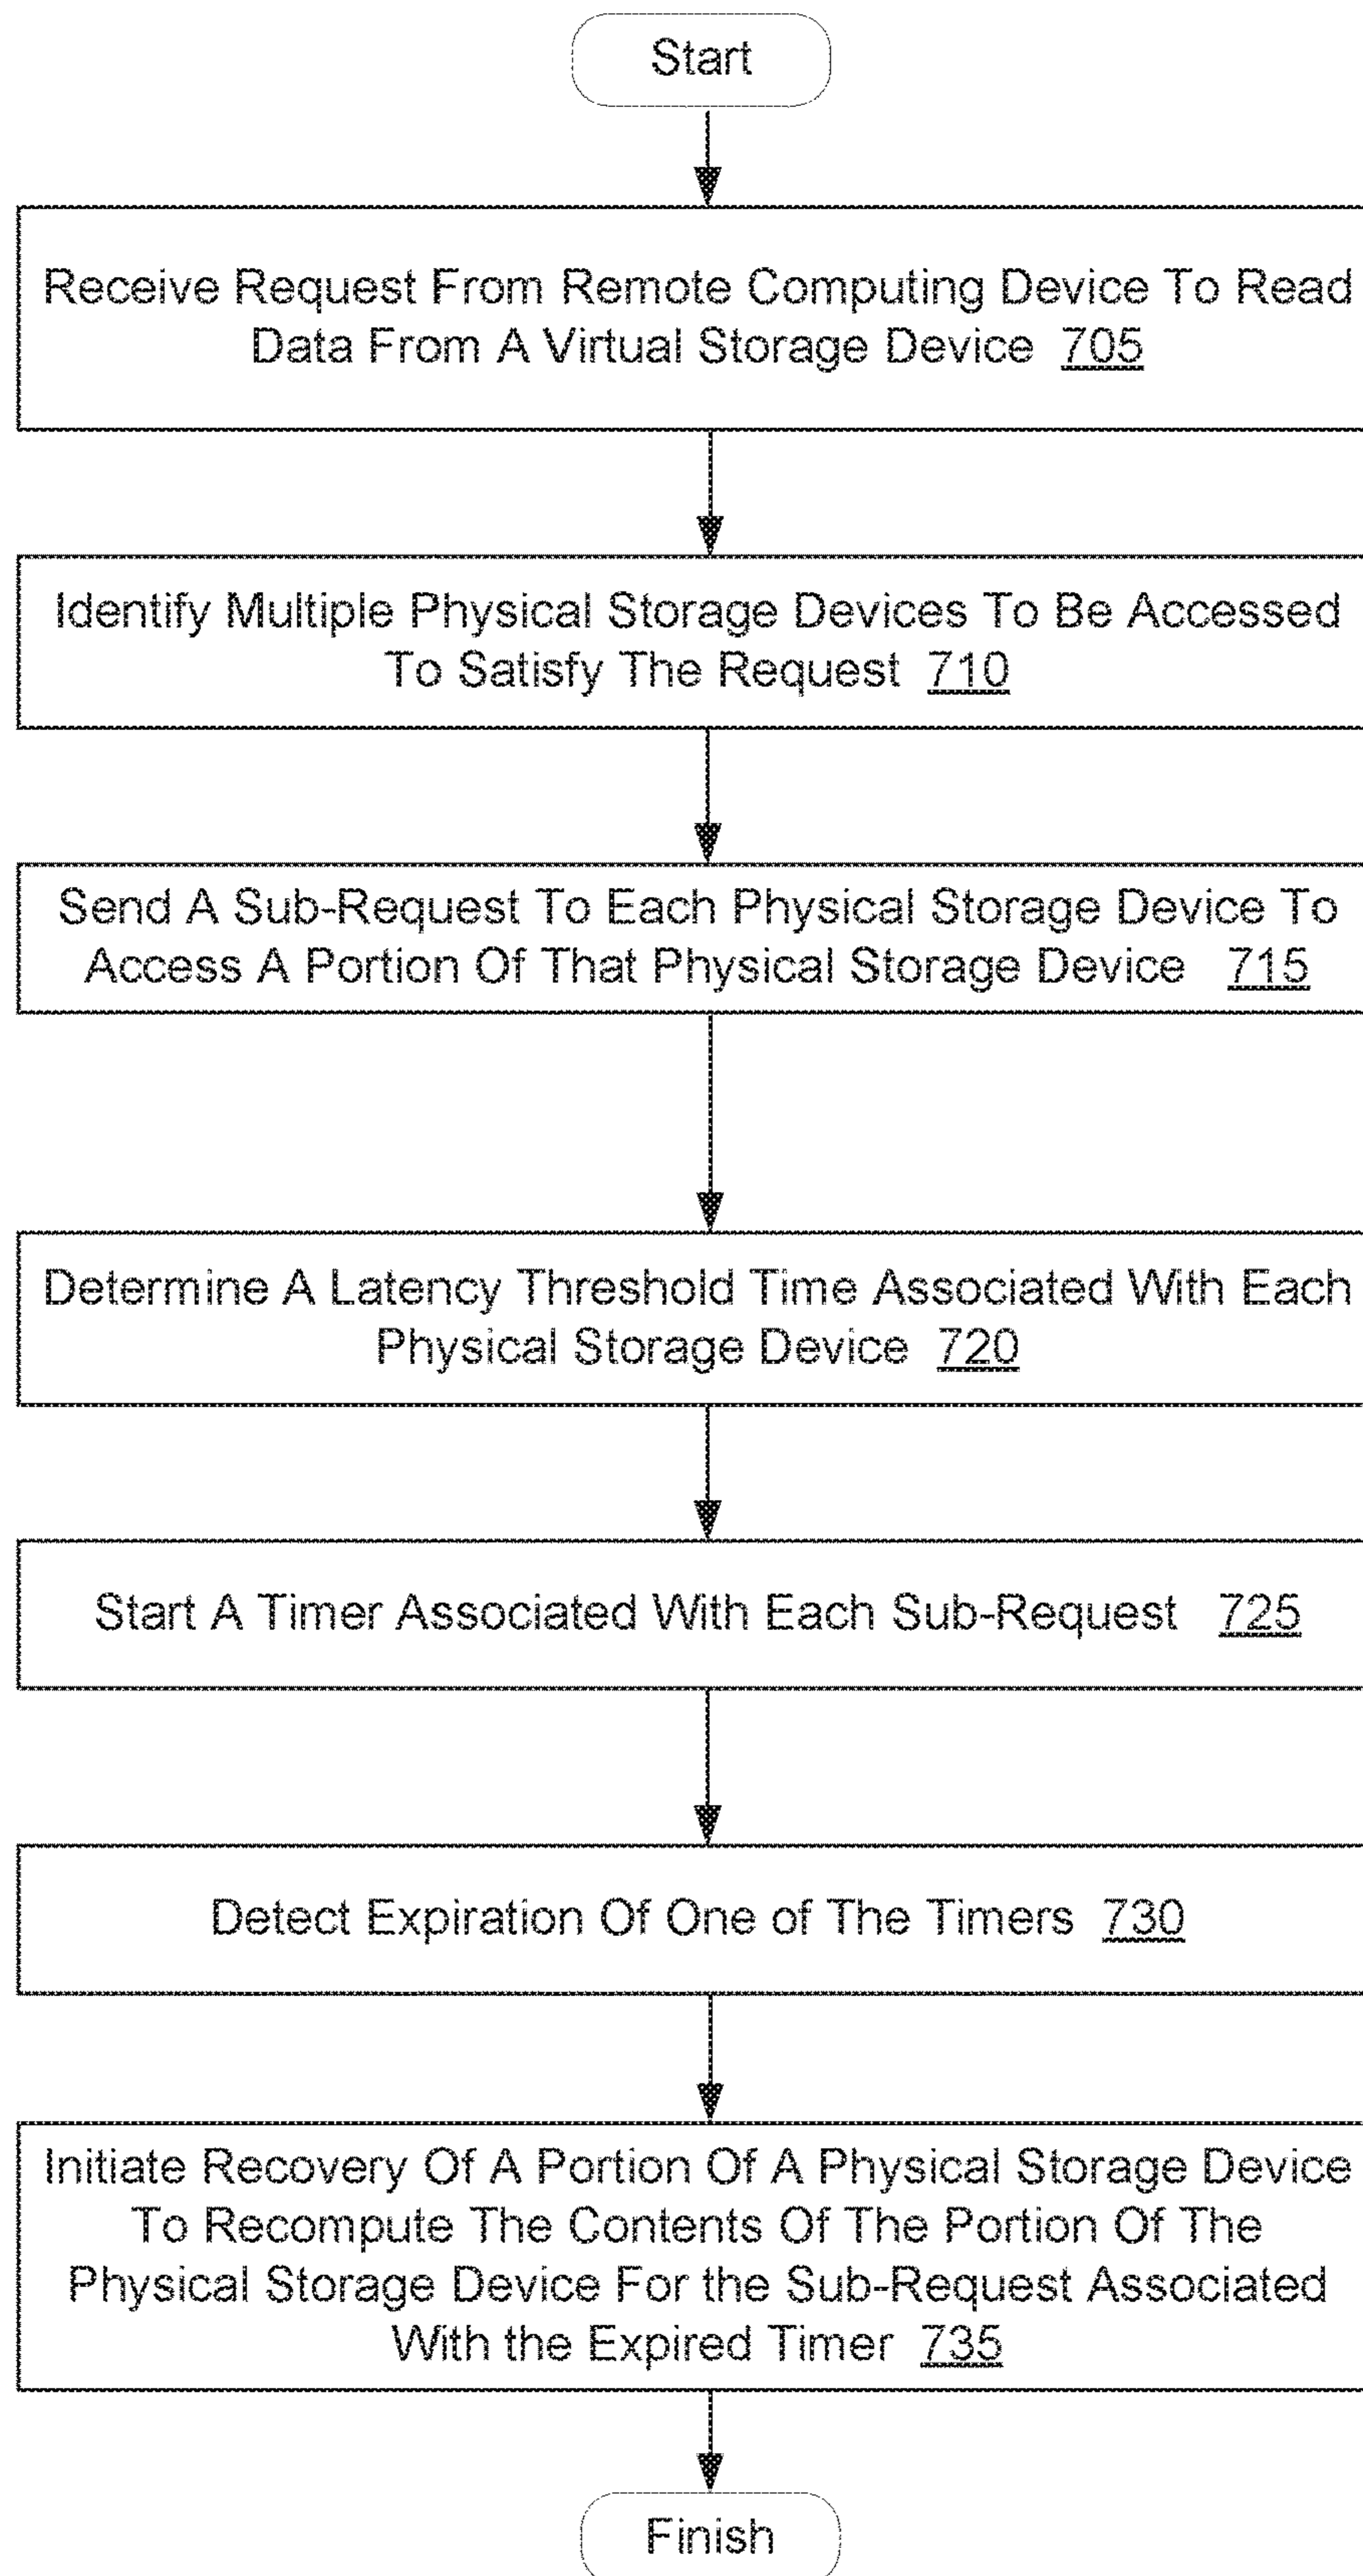 Start
Receive Request From Remote Computing Device To Read
Data From A Virtual Storage Device 705
Identify Multiple Physical Storage Devices To Be Accessed
To Satisfy The Request 710
Send A Sub-Request To Each Physical Storage Device To
Access A Portion Of That Physical Storage Device 715
Determine A Latency Threshold Time Associated With Each
Physical Storage Device 720
Start A Timer Associated With Each Sub-Request 725
Detect Expiration Of One of The Timers 730
Initiate Recovery Of A Portion Of A Physical Storage Device
To Recompute The Contents Of The Portion Of The
Physical Storage Device For the Sub-Request Associated
With the Expired Timer 735
Finish